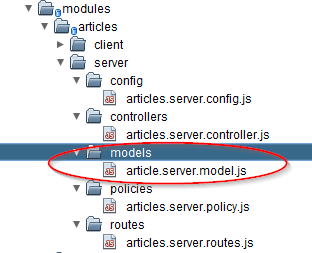 modules
articles
client
server
config
articles.server.config.js
controllers
articles.server.controller.js
models
article.server.model.js
policies
articles.server.policy.js
routes
articles.server.routes.js